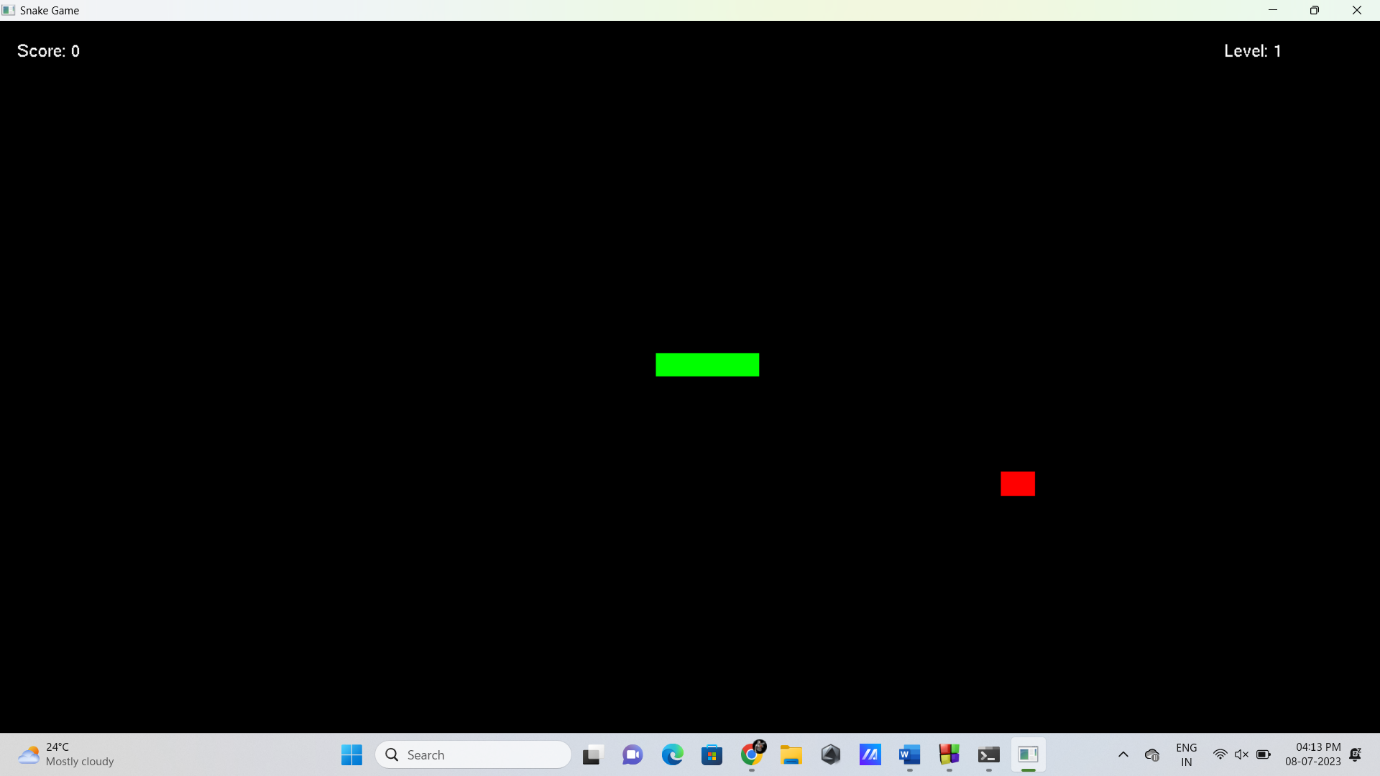 Snake Game
Score: 0
Level: 1
24°C
Mostly cloudy
Search
ENG
IN
04:13 PM
08-07-2023